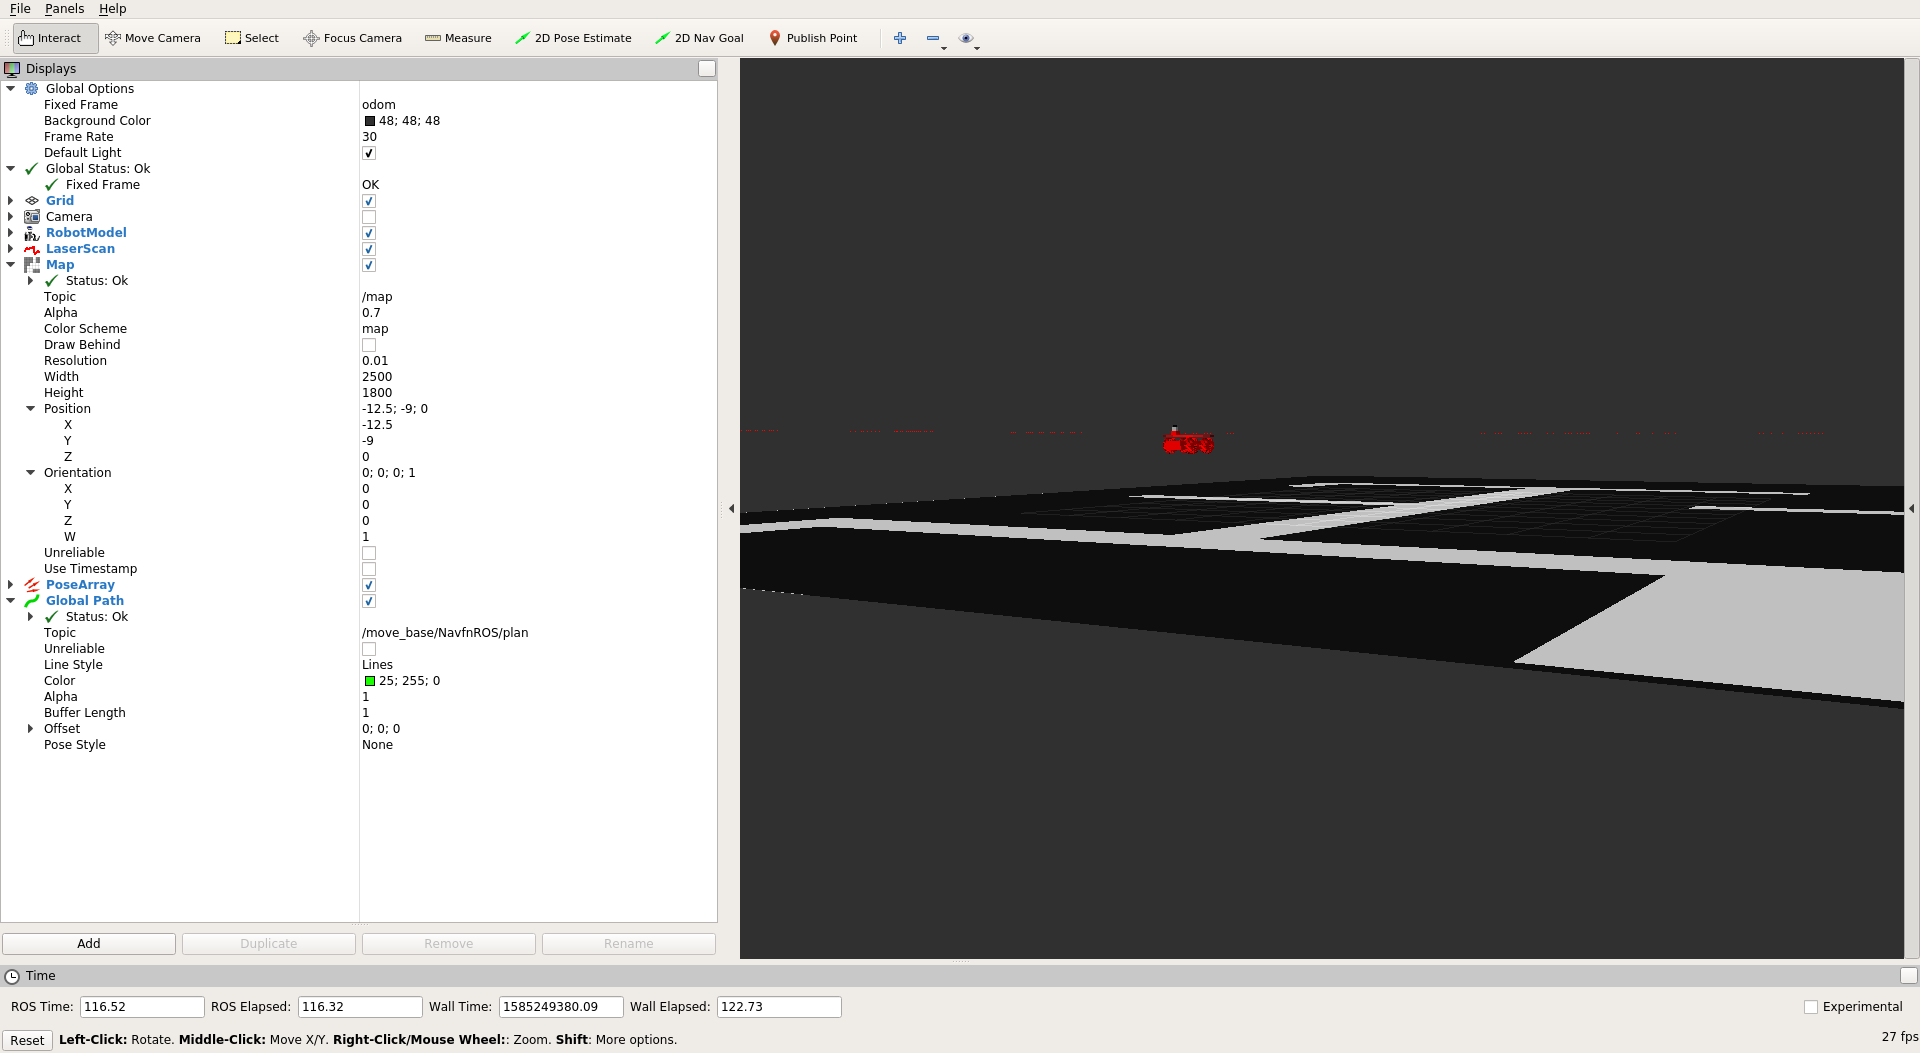 File Panels Help
Interact Move Camera Select Focus Camera Measure 2D Pose Estimate 2D Nav Goal Publish Point
Displays
Global Options
Fixed Frame odom
Background Color 48; 48; 48
Frame Rate 30
Default Light
Global Status: Ok
Fixed Frame OK
Grid
Camera
RobotModel
LaserScan
Map
Status: Ok
Topic /map
Alpha 0.7
Color Scheme map
Draw Behind
Resolution 0.01
Width 2500
Height 1800
Position -12.5; -9; 0
X -12.5
Y -9
Z 0
Orientation 0; 0; 0; 1
X 0
Y 0
Z 0
W 1
Unreliable
Use Timestamp
PoseArray
Global Path
Status: Ok
Topic /move_base/NavfnROS/plan
Unreliable
Line Style Lines
Color 25; 255; 0
Alpha 1
Buffer Length 1
Offset 0; 0; 0
Pose Style None
Add Duplicate Remove Rename
Time
ROS Time: 116.52 ROS Elapsed: 116.32 Wall Time: 1585249380.09 Wall Elapsed: 122.73 Experimental
Reset Left-Click: Rotate. Middle-Click: Move X/Y. Right-Click/Mouse Wheel:: Zoom. Shift: More options. 27 fps